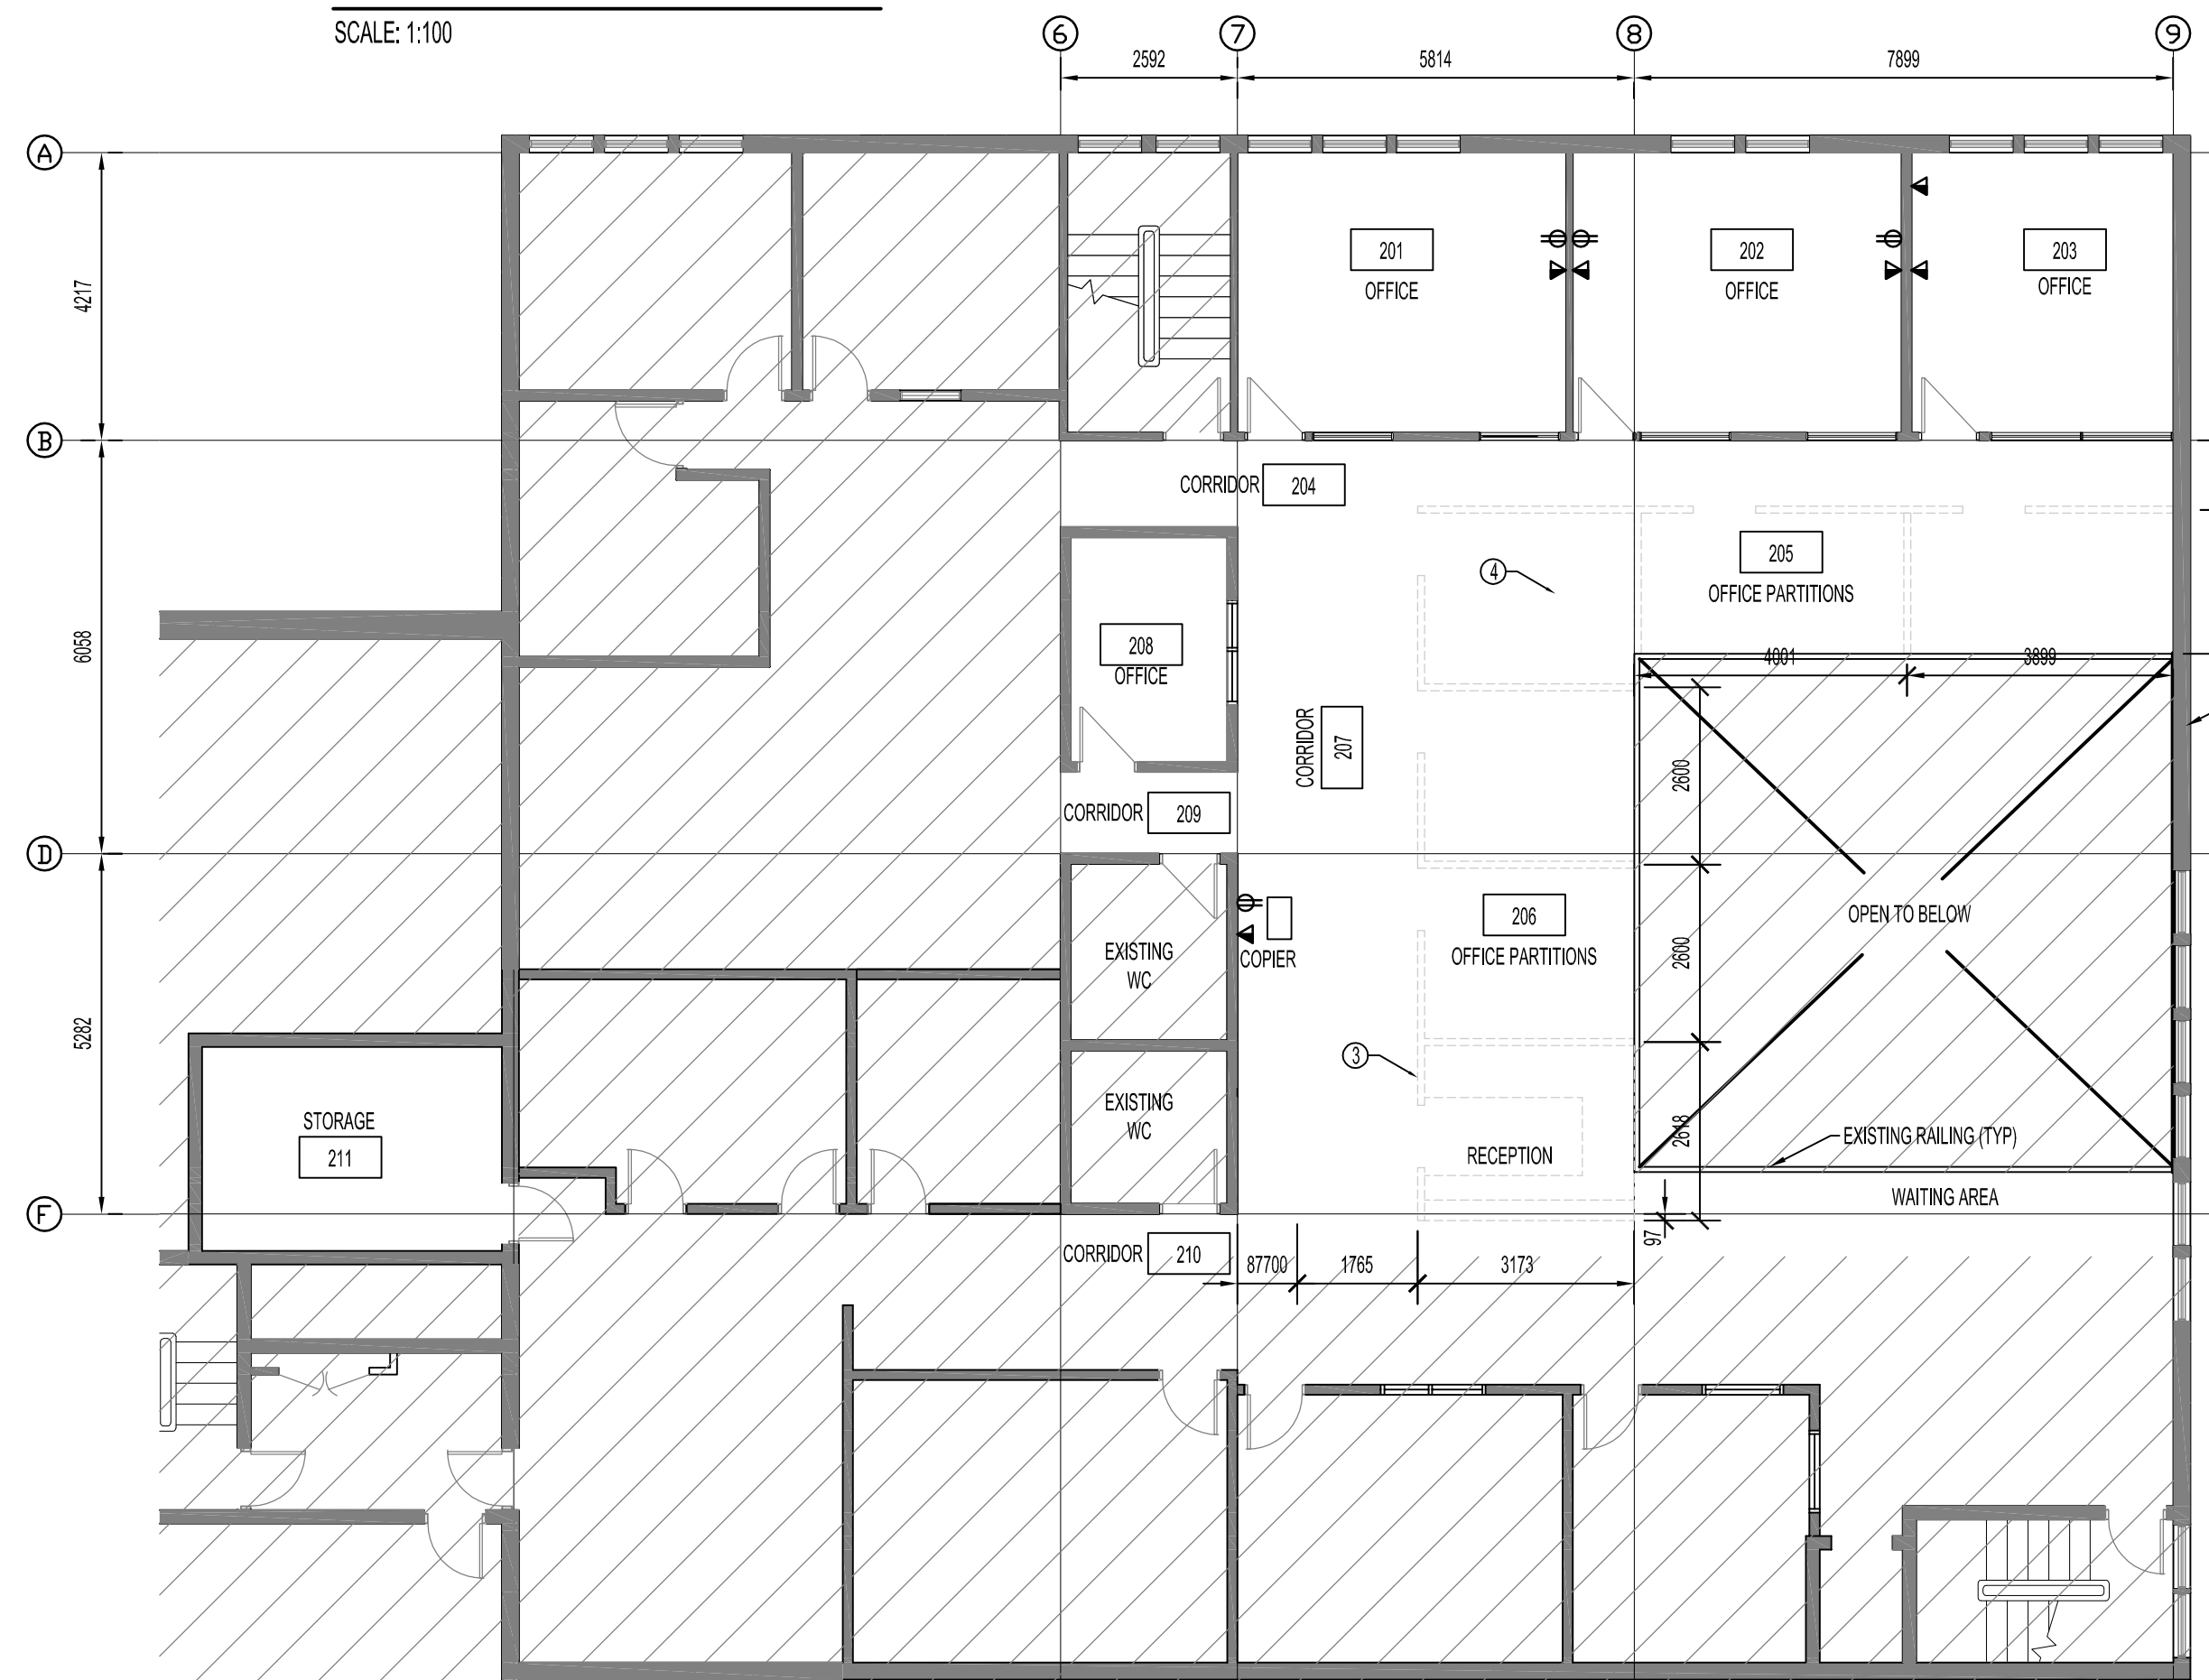 SCALE: 1:100
6
7
8
9
2592
5814
7899
A
4217
201
OFFICE
202
OFFICE
203
OFFICE
B
CORRIDOR
204
205
OFFICE PARTITIONS
4
6058
208
OFFICE
4001
3899
CORRIDOR
207
2600
CORRIDOR
209
D
206
OFFICE PARTITIONS
OPEN TO BELOW
EXISTING
WC
COPIER
2600
5282
3
EXISTING
WC
STORAGE
211
RECEPTION
2618
EXISTING RAILING (TYP)
WAITING AREA
F
97
CORRIDOR
210
87700
1765
3173